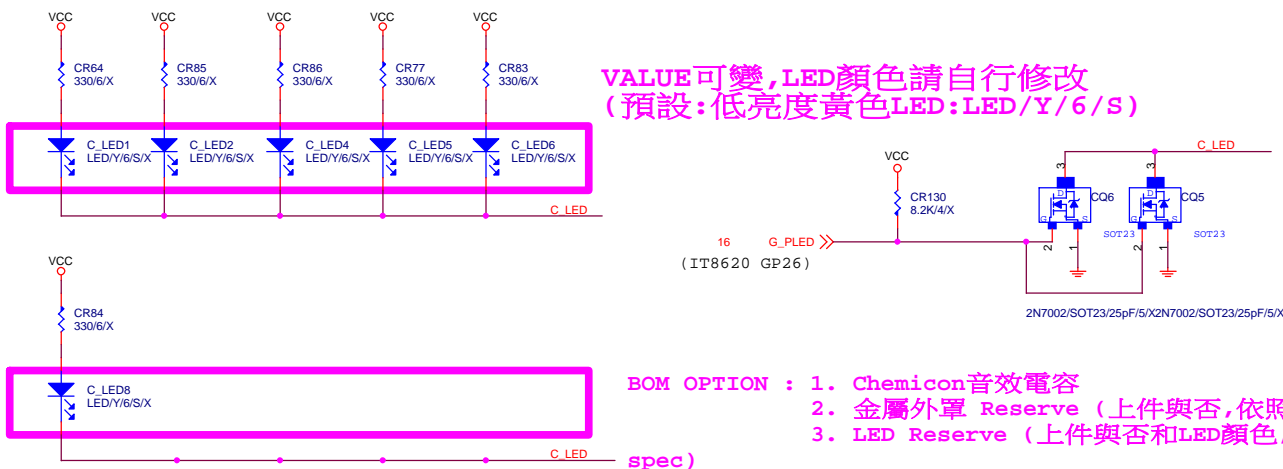 VCC VCC VCC VCC VCC
CR64 CR85 CR86 CR77 CR83
330/6/X 330/6/X 330/6/X 330/6/X 330/6/X
VALUE可變,LED顏色請自行修改
(預設:低亮度黃色LED:LED/Y/6/S)
C_LED1 C_LED2 C_LED4 C_LED5 C_LED6
LED/Y/6/S/X LED/Y/6/S/X LED/Y/6/S/X LED/Y/6/S/X LED/Y/6/S/X
C_LED
VCC
CR130
8.2K/4/X
16 G_PLED
(IT8620 GP26)
C_LED
3 3
D D
CQ6 CQ5
G S G S
SOT23 SOT23
2 1 2 1
2N7002/SOT23/25pF/5/X2N7002/SOT23/25pF/5/X
VCC
CR84
330/6/X
C_LED8
LED/Y/6/S/X
C_LED
BOM OPTION : 1. Chemicon音效電容
2. 金屬外罩 Reserve (上件與否,依照
3. LED Reserve (上件與否和LED顏色
spec)